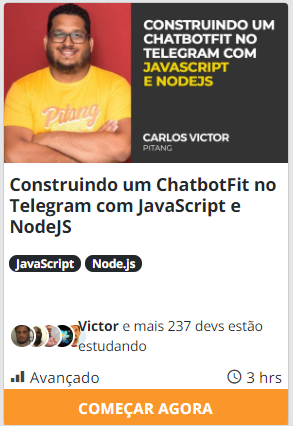 CONSTRUINDO UM
CHATBOTFIT NO
TELEGRAM COM
JAVASCRIPT
E NODEJS
Pitang
CARLOS VICTOR
PITANG
Construindo um ChatbotFit no
Telegram com JavaScript e
NodeJS
JavaScript Node.js
Victor e mais 237 devs estão
estudando
Avançado 3 hrs
COMEÇAR AGORA